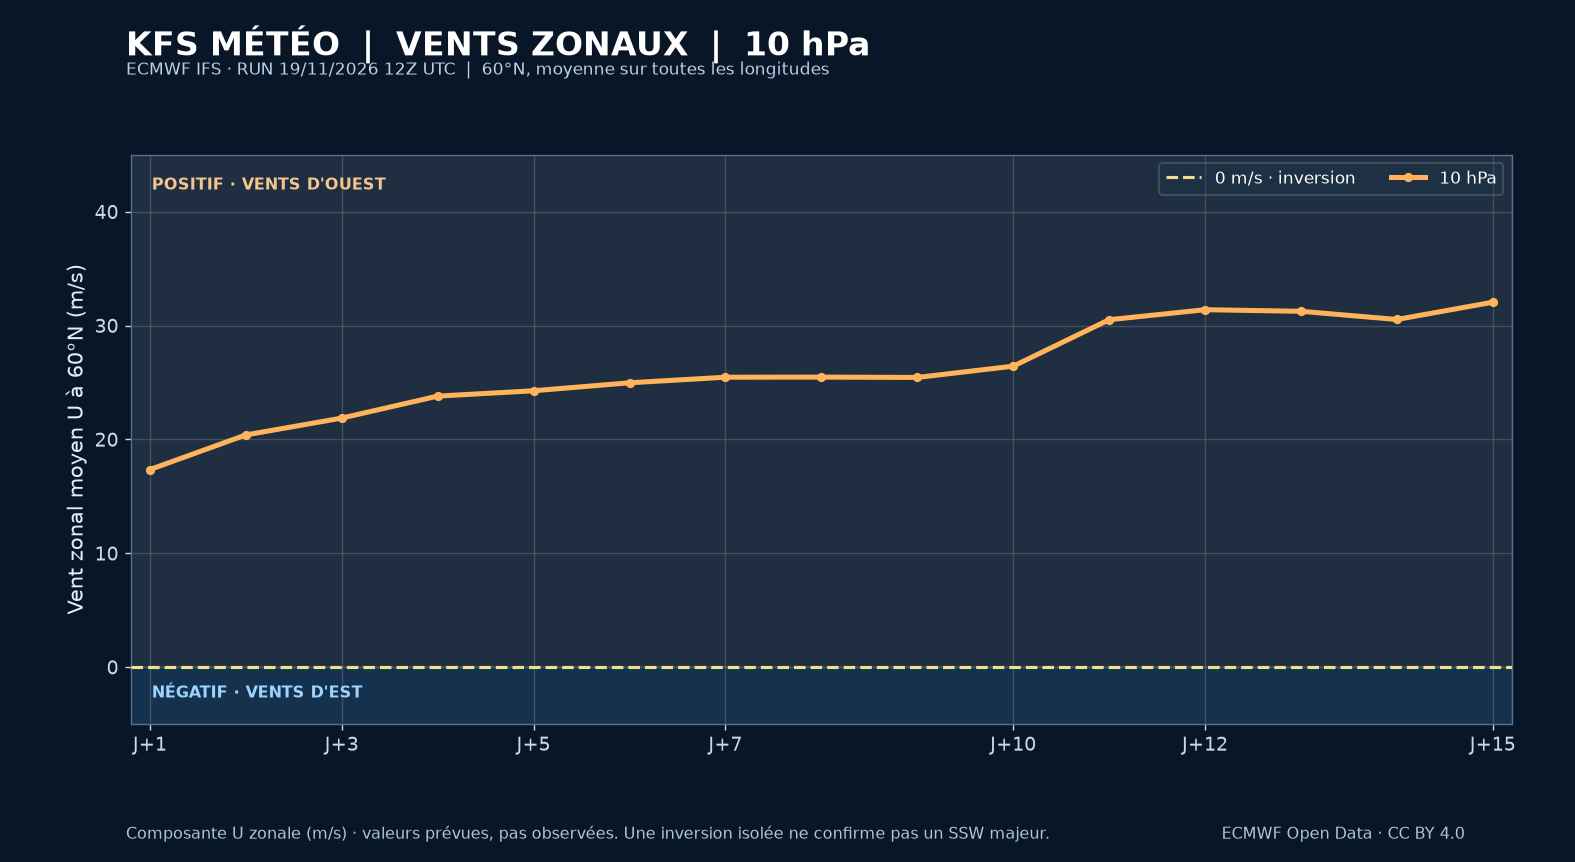 KFS MÉTÉO | VENTS ZONAUX | 10 hPa
ECMWF IFS · RUN 19/11/2026 12Z UTC | 60°N, moyenne sur toutes les longitudes
POSITIF · VENTS D'OUEST
0 m/s · inversion
10 hPa
Vent zonal moyen U à 60°N (m/s)
40
30
20
10
0
NÉGATIF · VENTS D'EST
J+1 J+3 J+5 J+7 J+10 J+12 J+15
Composante U zonale (m/s) · valeurs prévues, pas observées. Une inversion isolée ne confirme pas un SSW majeur.
ECMWF Open Data · CC BY 4.0